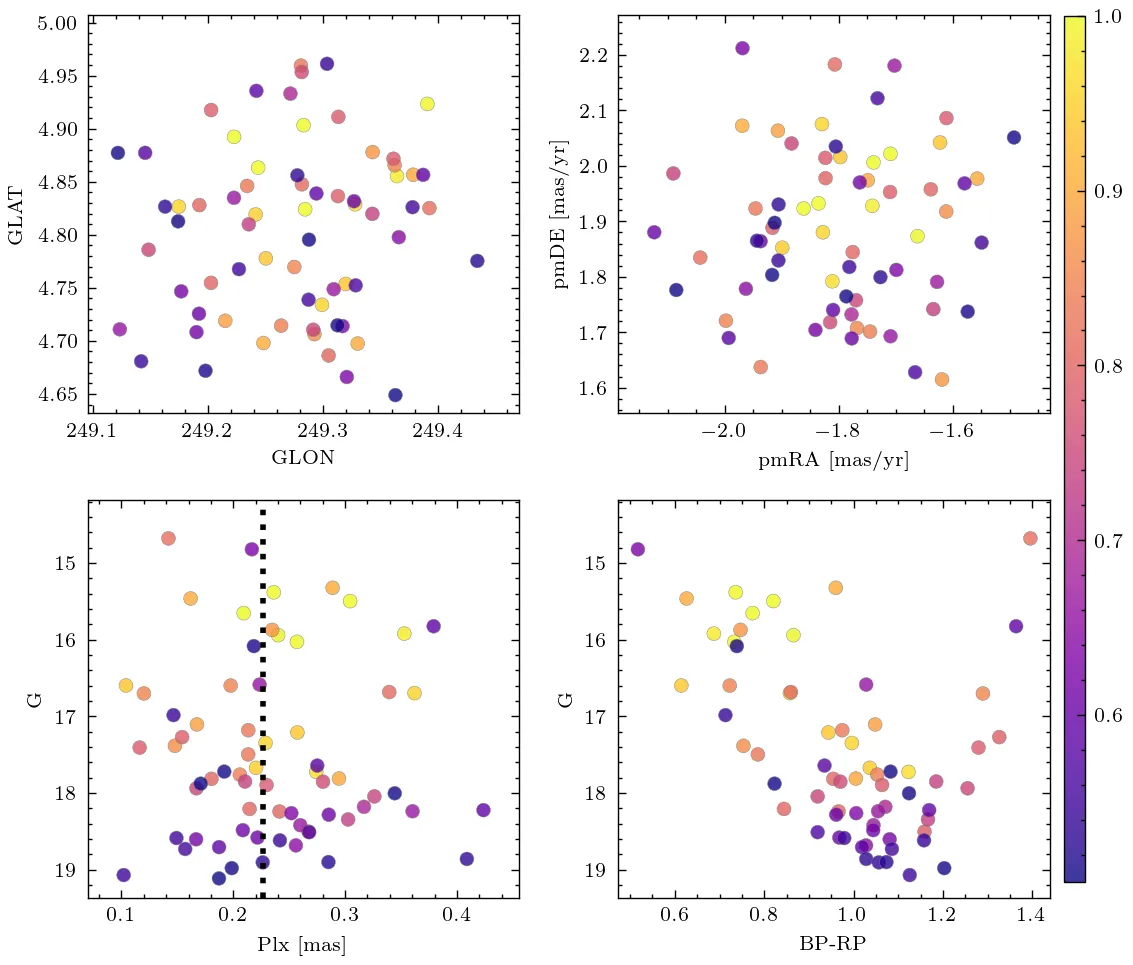 5.00
4.95
4.90
4.85
4.80
4.75
4.70
4.65
GLAT
249.1 249.2 249.3 249.4
GLON
2.2
2.1
2.0
1.9
1.8
1.7
1.6
pmDE [mas/yr]
−2.0 −1.8 −1.6
pmRA [mas/yr]
1.0
0.9
0.8
0.7
0.6
15
16
17
18
19
G
0.1 0.2 0.3 0.4
Plx [mas]
15
16
17
18
19
G
0.6 0.8 1.0 1.2 1.4
BP-RP